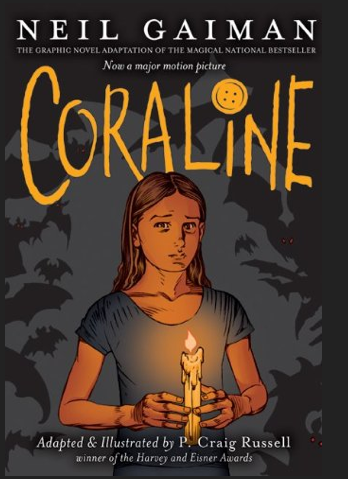 NEIL GAIMAN
THE GRAPHIC NOVEL ADAPTATION OF THE MAGICAL NATIONAL BESTSELLER
Now a major motion picture
CORALINE
Adapted & Illustrated by P. Craig Russell
winner of the Harvey and Eisner Awards